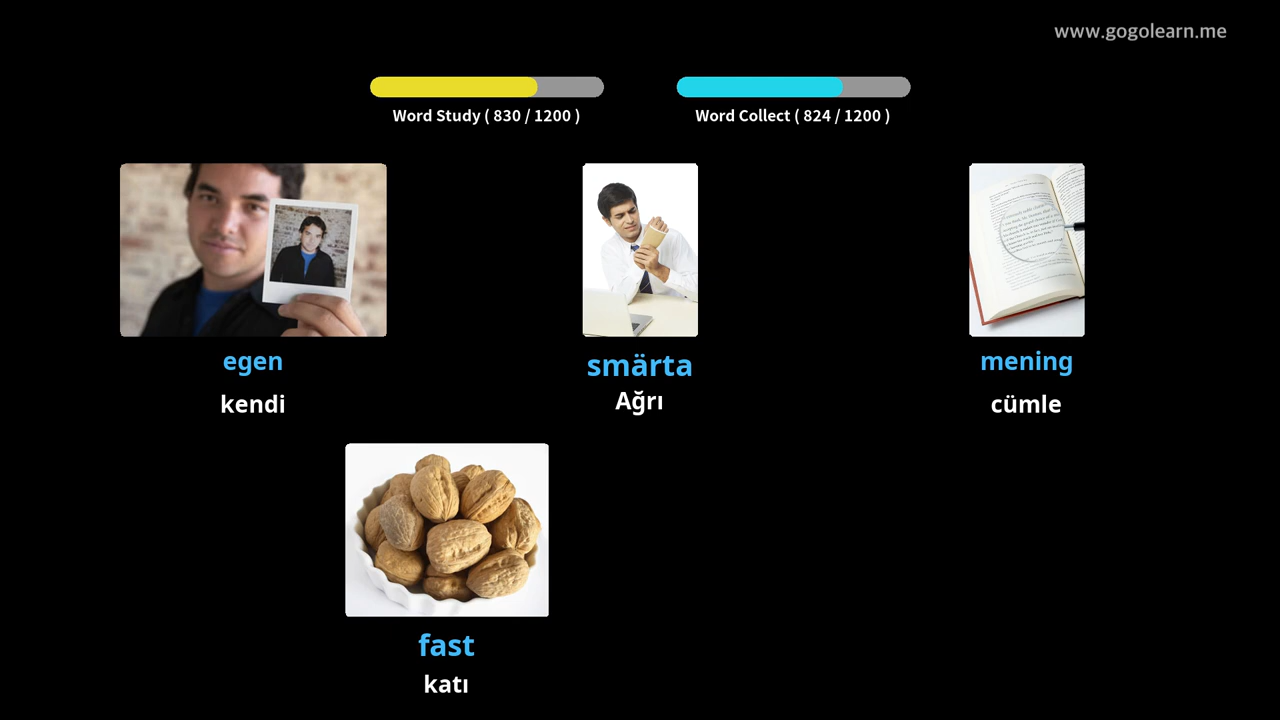 www.gogolearn.me
Word Study ( 830 / 1200 )
Word Collect ( 824 / 1200 )
egen
kendi
smärta
Ağrı
mening
cümle
fast
katı